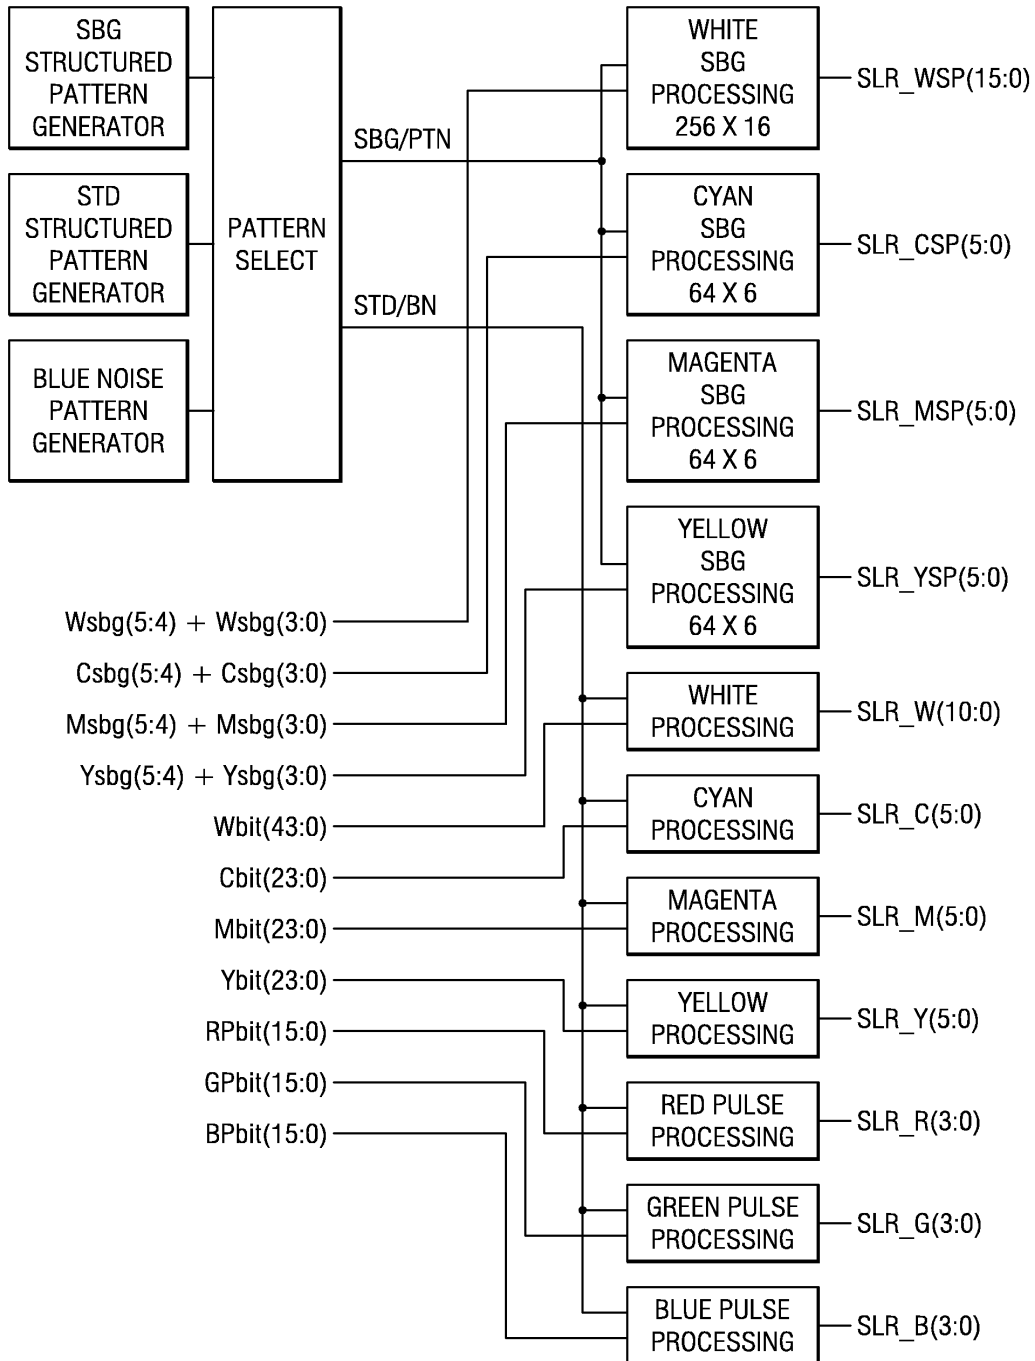 SBG
STRUCTURED
PATTERN
GENERATOR
STD
STRUCTURED
PATTERN
GENERATOR
BLUE NOISE
PATTERN
GENERATOR
PATTERN
SELECT
SBG/PTN
STD/BN
WHITE
SBG
PROCESSING
256 X 16
SLR_WSP(15:0)
CYAN
SBG
PROCESSING
64 X 6
SLR_CSP(5:0)
MAGENTA
SBG
PROCESSING
64 X 6
SLR_MSP(5:0)
YELLOW
SBG
PROCESSING
64 X 6
SLR_YSP(5:0)
Wsbg(5:4) + Wsbg(3:0)
Csbg(5:4) + Csbg(3:0)
Msbg(5:4) + Msbg(3:0)
Ysbg(5:4) + Ysbg(3:0)
Wbit(43:0)
Cbit(23:0)
Mbit(23:0)
Ybit(23:0)
RPbit(15:0)
GPbit(15:0)
BPbit(15:0)
WHITE
PROCESSING
SLR_W(10:0)
CYAN
PROCESSING
SLR_C(5:0)
MAGENTA
PROCESSING
SLR_M(5:0)
YELLOW
PROCESSING
SLR_Y(5:0)
RED PULSE
PROCESSING
SLR_R(3:0)
GREEN PULSE
PROCESSING
SLR_G(3:0)
BLUE PULSE
PROCESSING
SLR_B(3:0)